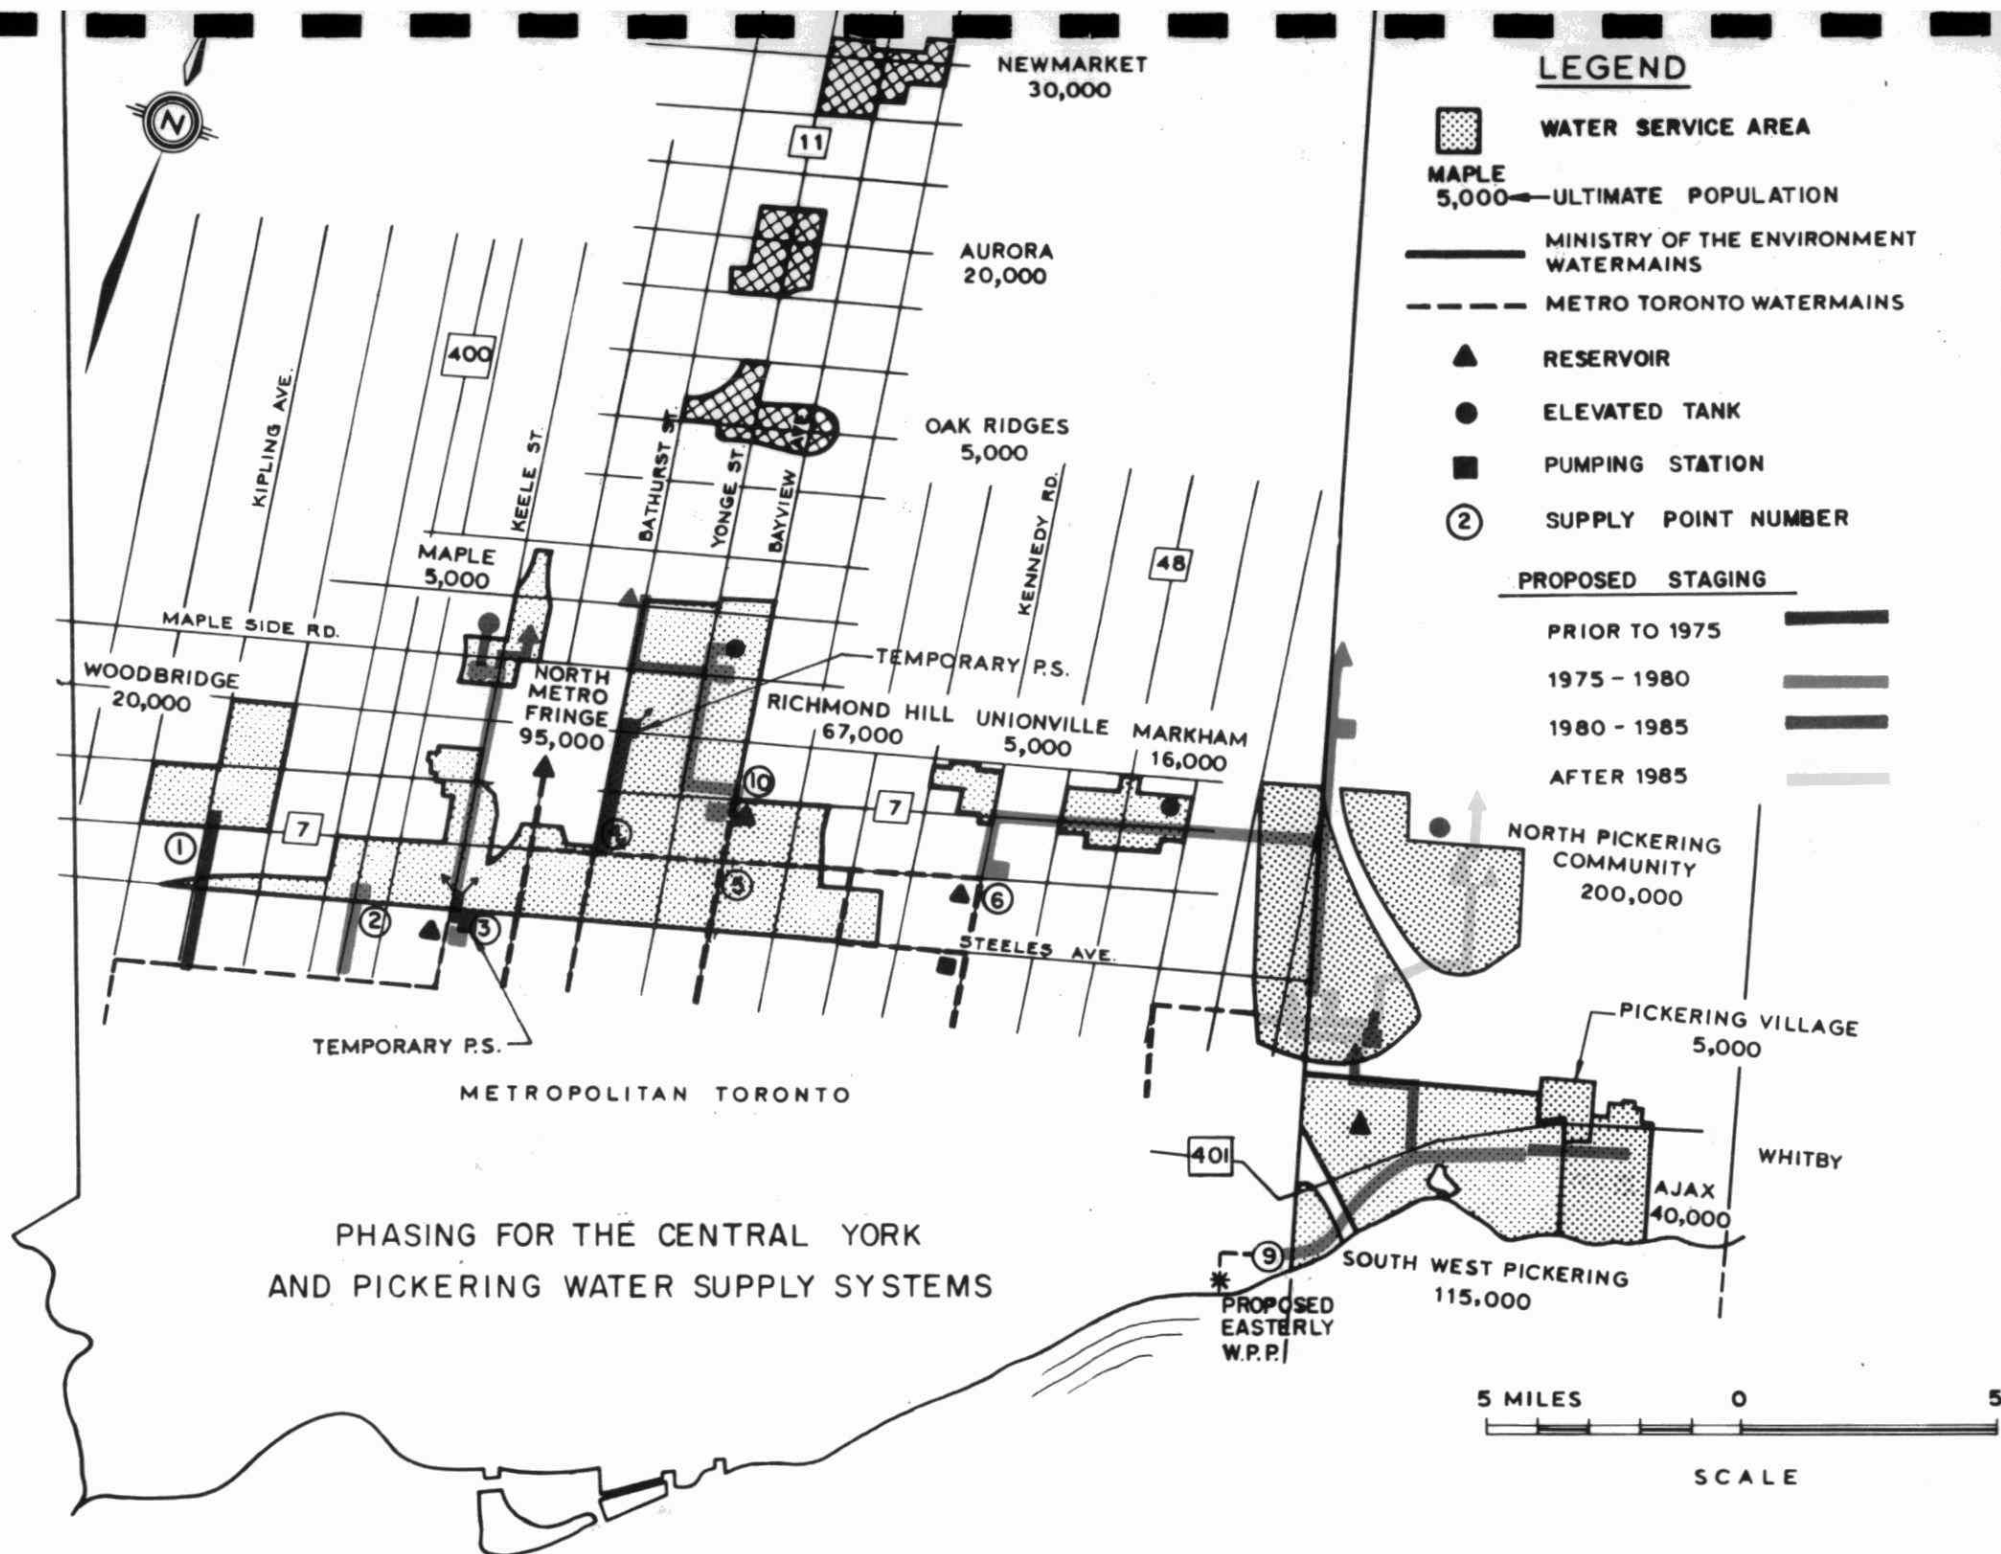 NEWMARKET
30,000
LEGEND
WATER SERVICE AREA
MAPLE
5,000
ULTIMATE POPULATION
MINISTRY OF THE ENVIRONMENT
WATERMAINS
METRO TORONTO WATERMAINS
RESERVOIR
ELEVATED TANK
PUMPING STATION
2
SUPPLY POINT NUMBER
PROPOSED STAGING
PRIOR TO 1975
1975 - 1980
1980 - 1985
AFTER 1985
N
11
AURORA
20,000
400
KIPLING AVE.
KEELE ST.
BATHURST ST.
YONGE ST.
BAYVIEW
AVE
OAK RIDGES
5,000
KENNEDY RD.
48
MAPLE
5,000
MAPLE SIDE RD.
TEMPORARY P.S.
WOODBRIDGE
20,000
NORTH
METRO
FRINGE
95,000
RICHMOND HILL
67,000
UNIONVILLE
5,000
MARKHAM
16,000
10
7
7
NORTH PICKERING
COMMUNITY
200,000
1
4
5
6
2
3
STEELES AVE.
TEMPORARY P.S.
PICKERING VILLAGE
5,000
METROPOLITAN TORONTO
401
WHITBY
AJAX
40,000
PHASING FOR THE CENTRAL YORK
AND PICKERING WATER SUPPLY SYSTEMS
9
SOUTH WEST PICKERING
115,000
PROPOSED
EASTERLY
W.P.P.
5 MILES 0 5
SCALE